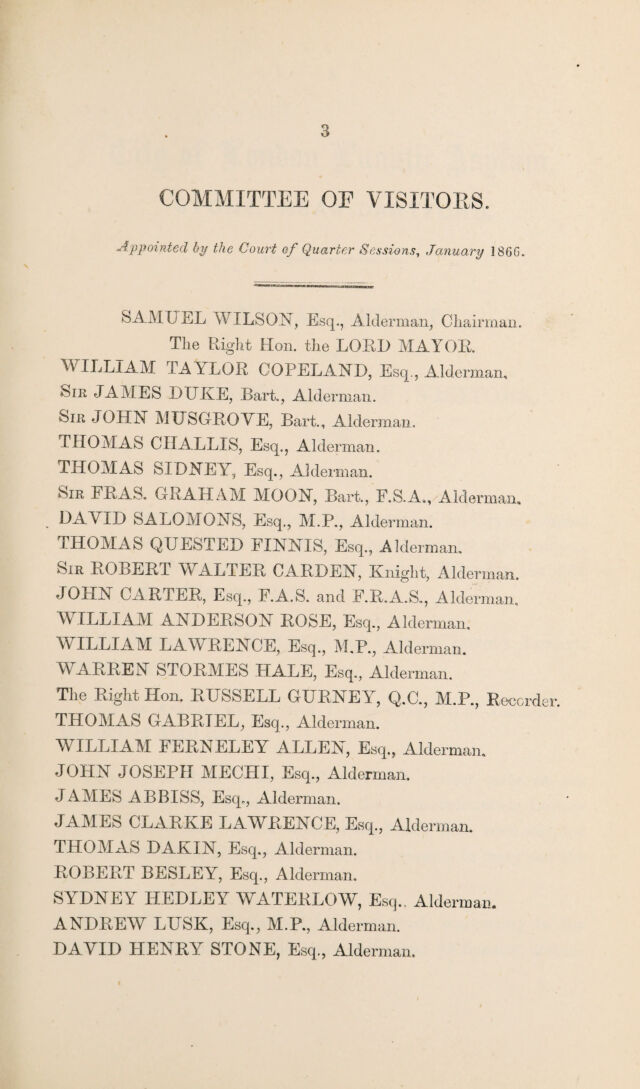 3
COMMITTEE OF VISITORS.
Appointed by the Court of Quarter Sessions, January 1866.
SAMUEL WILSON, Esq., Alderman, Chairman.
The Right Hon. the LORD MAYOR.
WILLIAM TAYLOR COPELAND, Esq., Alderman.
SIR JAMES DUKE, Bart., Alderman.
SIR JOHN MUSGROVE, Bart., Alderman.
THOMAS CHALLIS, Esq., Alderman.
THOMAS SIDNEY, Esq., Alderman.
SIR FRAS. GRAHAM MOON, Bart., F.S.A., Alderman.
DAVID SALOMONS, Esq., M.P., Alderman.
THOMAS QUESTED FINNIS, Esq., Alderman.
SIR ROBERT WALTER CARDEN, Knight, Alderman.
JOHN CARTER, Esq., F.A.S. and F.R.A.S., Alderman.
WILLIAM ANDERSON ROSE, Esq., Alderman.
WILLIAM LAWRENCE, Esq., M.P., Alderman.
WARREN STORMES HALE, Esq., Alderman.
The Right Hon. RUSSELL GURNEY, Q.C., M.P., Recorder.
THOMAS GABRIEL, Esq., Alderman.
WILLIAM FERNELEY ALLEN, Esq., Alderman.
JOHN JOSEPH MECHI, Esq., Alderman.
JAMES ABBISS, Esq., Alderman.
JAMES CLARKE LAWRENCE, Esq., Alderman.
THOMAS DAKIN, Esq., Alderman.
ROBERT BESLEY, Esq., Alderman.
SYDNEY HEDLEY WATERLOW, Esq.. Alderman.
ANDREW LUSK, Esq., M.P., Alderman.
DAVID HENRY STONE, Esq., Alderman.